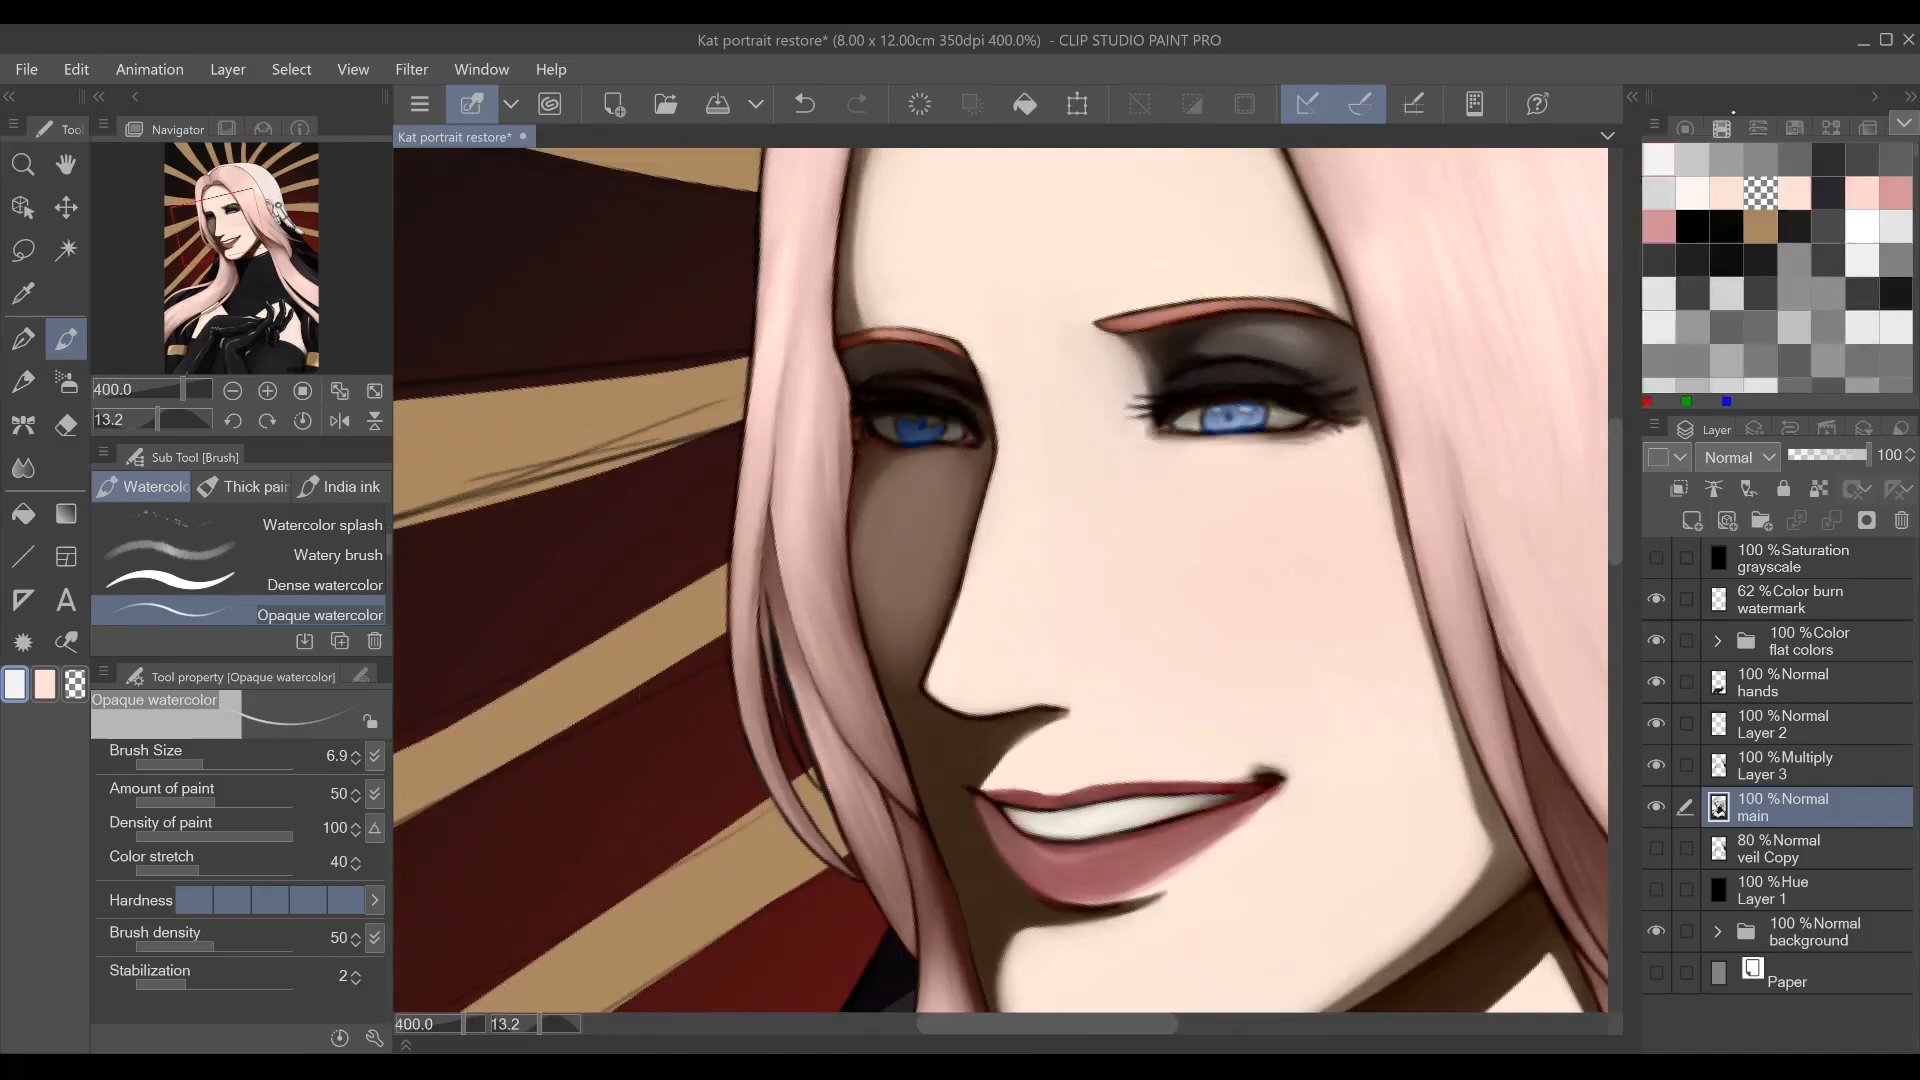 Kat portrait restore* (8.00 x 12.00cm 350dpi 400.0%) - CLIP STUDIO PAINT PRO
File Edit Animation Layer Select View Filter Window Help
Tool
Navigator
Kat portrait restore*
400.0
13.2
Sub Tool [Brush]
Watercolo
Thick pain
India ink
Watercolor splash
Watery brush
Dense watercolor
Opaque watercolor
Tool property [Opaque watercolor]
Opaque watercolor
Brush Size 6.9
Amount of paint 50
Density of paint 100
Color stretch 40
Hardness
Brush density 50
Stabilization 2
400.0 13.2
Layer
Normal 100
100 %Saturation
grayscale
62 %Color burn
watermark
100 %Color
flat colors
100 %Normal
hands
100 %Normal
Layer 2
100 %Multiply
Layer 3
100 %Normal
main
80 %Normal
veil Copy
100 %Hue
Layer 1
100 %Normal
background
Paper